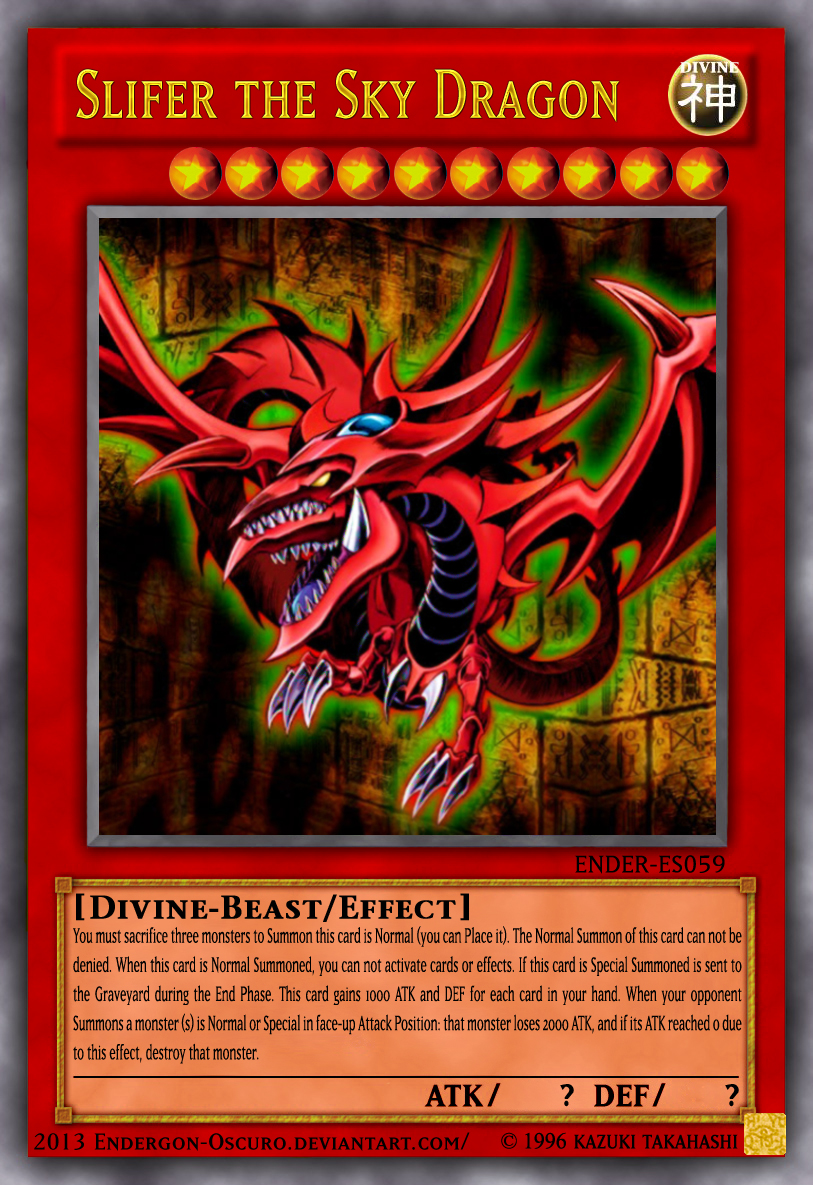 Slifer the Sky Dragon
DIVINE
神
ENDER-ES059
[Divine-Beast/Effect]
You must sacrifice three monsters to Summon this card is Normal (you can Place it). The Normal Summon of this card can not be
denied. When this card is Normal Summoned, you can not activate cards or effects. If this card is Special Summoned is sent to
the Graveyard during the End Phase. This card gains 1000 ATK and DEF for each card in your hand. When your opponent
Summons a monster (s) is Normal or Special in face-up Attack Position: that monster loses 2000 ATK, and if its ATK reached 0 due
to this effect, destroy that monster.
ATK/ ? DEF/ ?
2013 Endergon-Oscuro.deviantart.com/ © 1996 KAZUKI TAKAHASHI